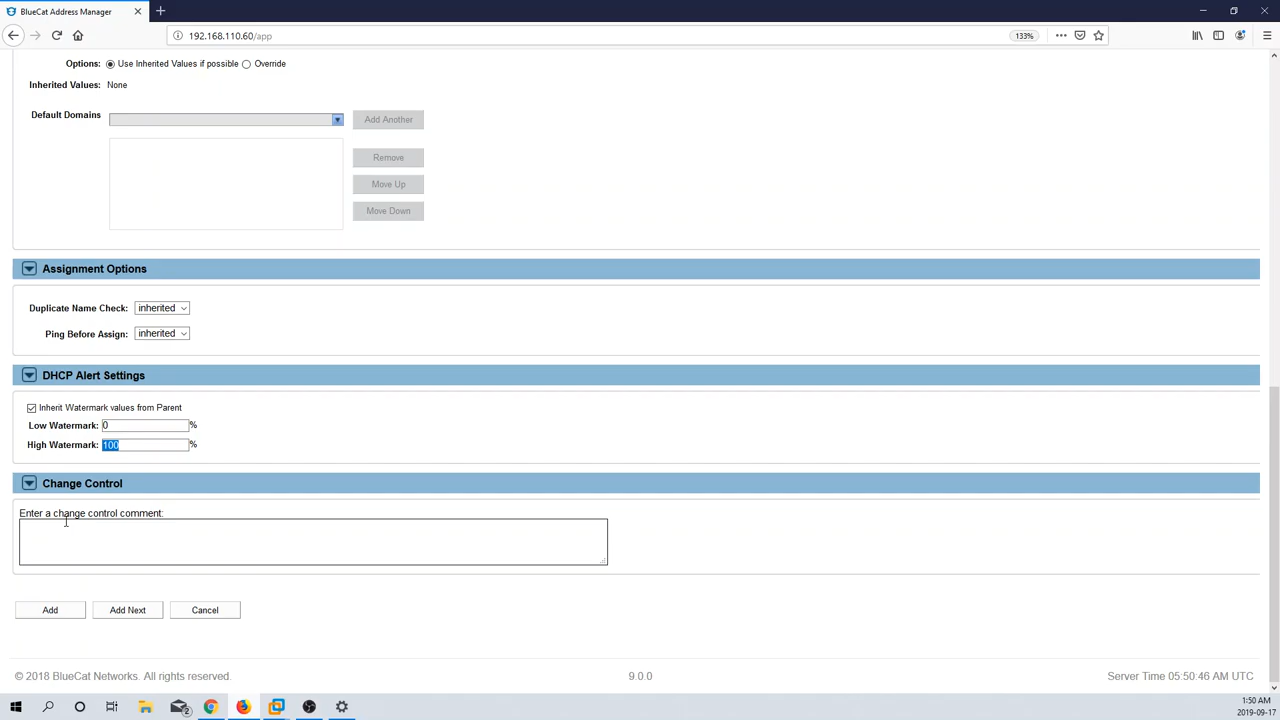 BlueCat Address Manager
192.168.110.60/app
133%
Options: Use Inherited Values if possible Override
Inherited Values: None
Default Domains
Add Another
Remove
Move Up
Move Down
Assignment Options
Duplicate Name Check: inherited
Ping Before Assign: inherited
DHCP Alert Settings
Inherit Watermark values from Parent
Low Watermark: 0 %
High Watermark: 100 %
Change Control
Enter a change control comment:
Add Add Next Cancel
© 2018 BlueCat Networks. All rights reserved. 9.0.0 Server Time 05:50:46 AM UTC
2
1:50 AM
2019-09-17